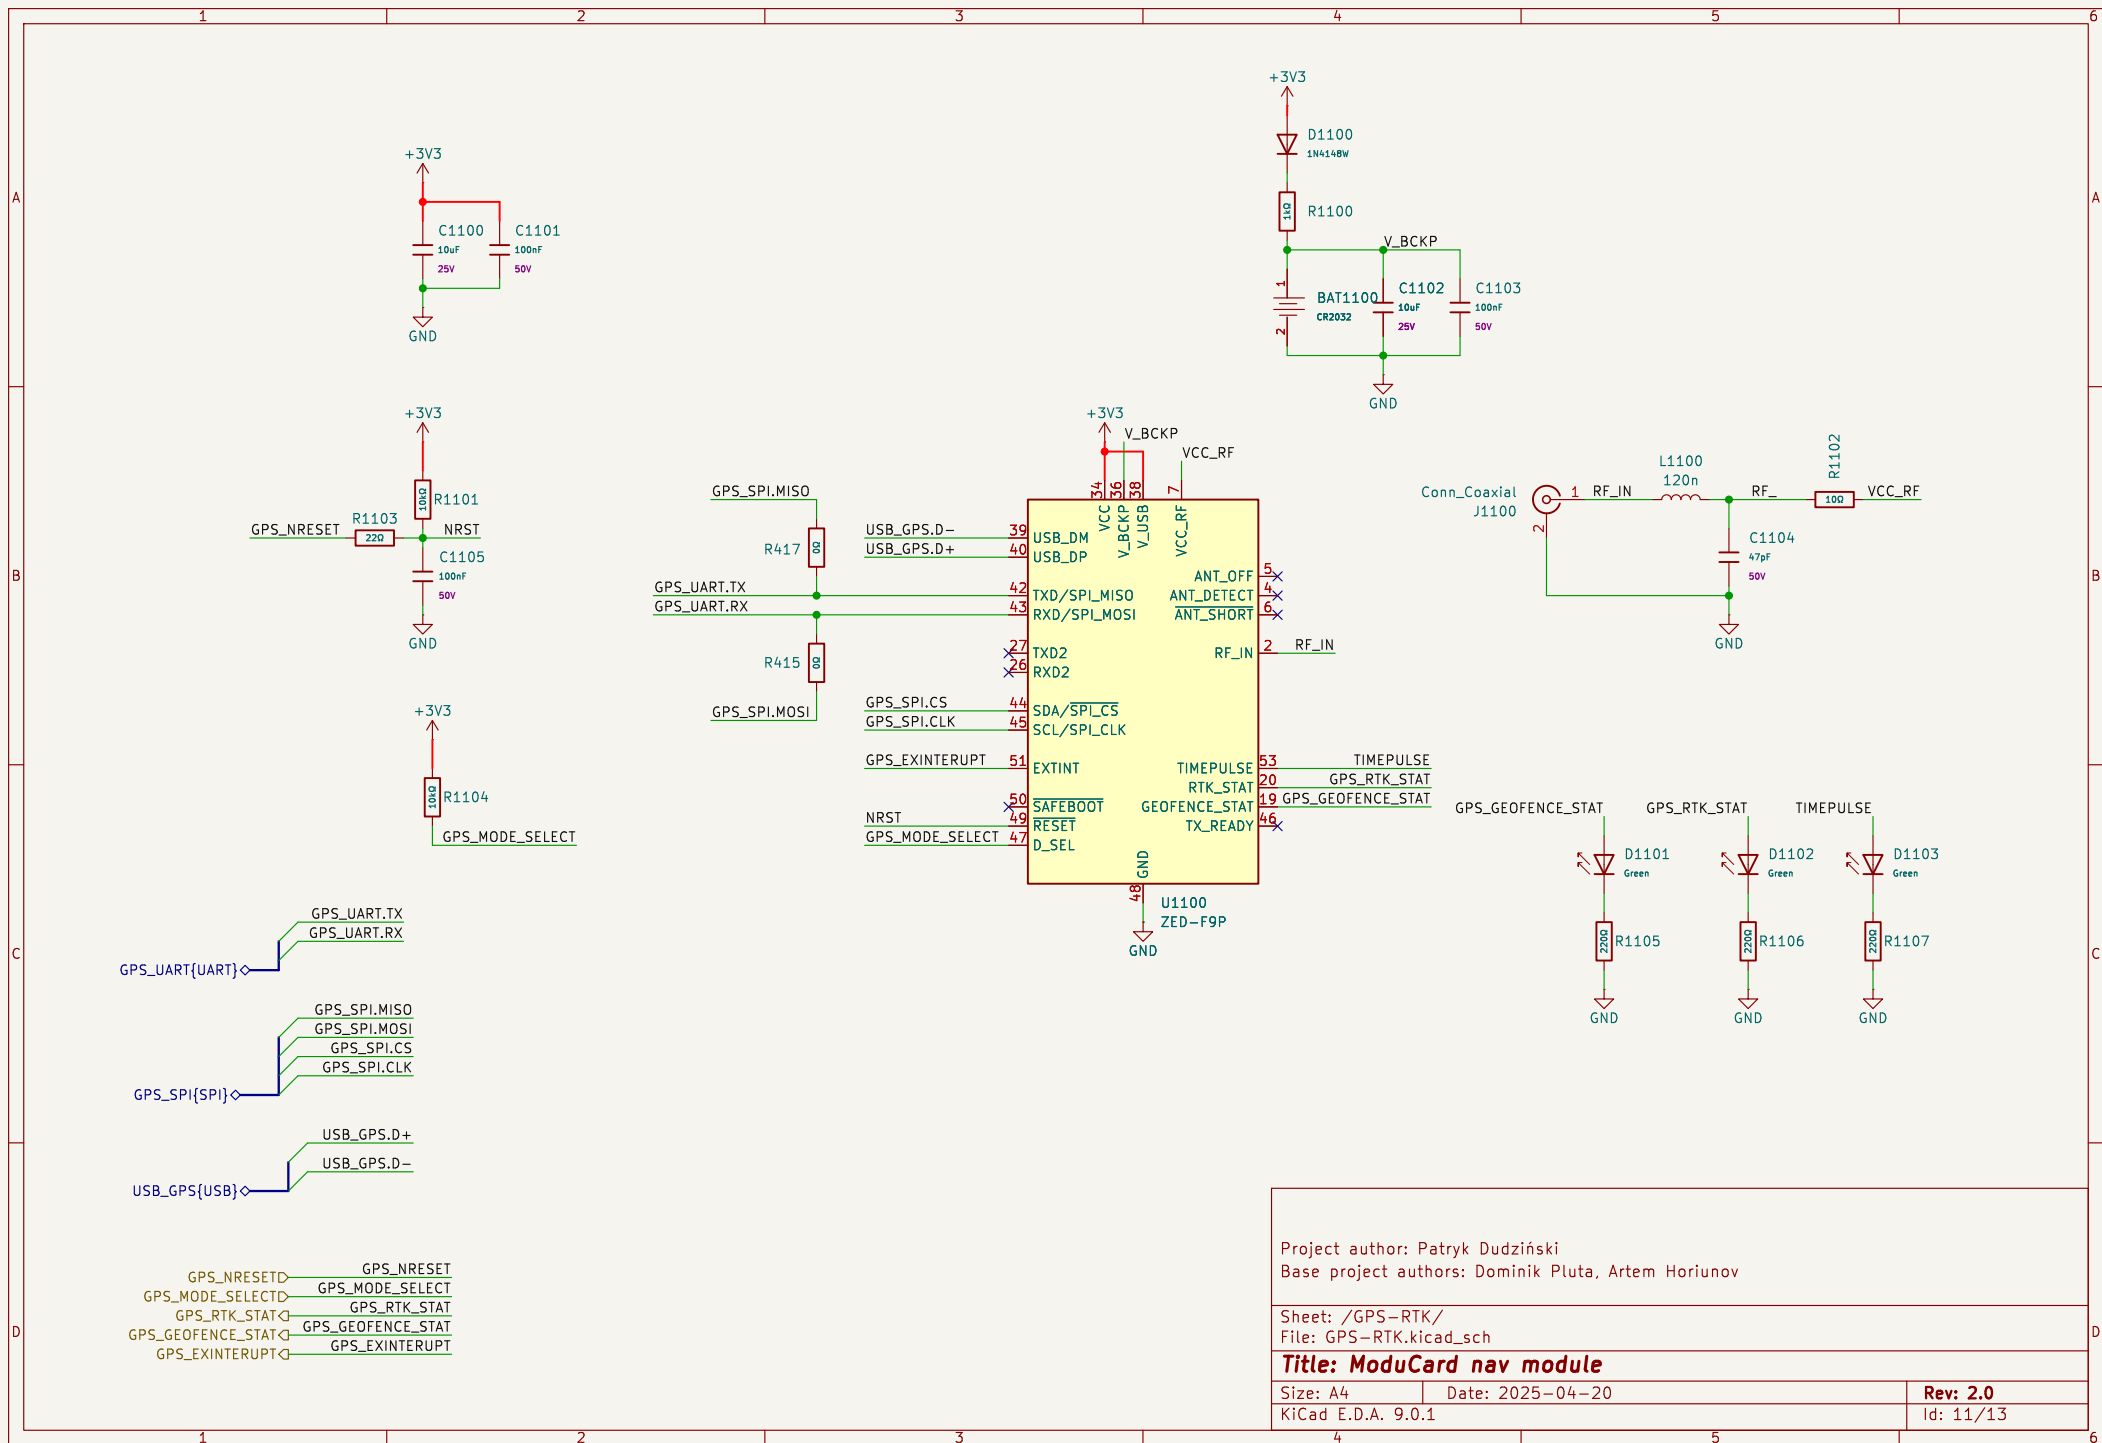 1 2 3 4 5 6
A
B
C
D
+3V3
C1100
10uF
25V
C1101
100nF
50V
GND
+3V3
D1100
1N4148W
1kΩ
R1100
V_BCKP
1
2
BAT1100
CR2032
C1102
10uF
25V
C1103
100nF
50V
GND
+3V3
10kΩ
R1101
GPS_NRESET
R1103
22Ω
NRST
C1105
100nF
50V
GND
+3V3
10kΩ
R1104
GPS_MODE_SELECT
GPS_SPI.MISO
R417
0Ω
GPS_UART.TX
GPS_UART.RX
R415
0Ω
GPS_SPI.MOSI
+3V3
V_BCKP
VCC_RF
34
36
38
7
VCC
V_BCKP
V_USB
VCC_RF
USB_GPS.D- 39 USB_DM
USB_GPS.D+ 40 USB_DP
42 TXD/SPI_MISO
43 RXD/SPI_MOSI
27 TXD2
26 RXD2
GPS_SPI.CS 44 SDA/SPI_CS
GPS_SPI.CLK 45 SCL/SPI_CLK
GPS_EXINTERUPT 51 EXTINT
50 SAFEBOOT
NRST 49 RESET
GPS_MODE_SELECT 47 D_SEL
ANT_OFF 5
ANT_DETECT 4
ANT_SHORT 6
RF_IN 2 RF_IN
TIMEPULSE 53 TIMEPULSE
RTK_STAT 20 GPS_RTK_STAT
GEOFENCE_STAT 19 GPS_GEOFENCE_STAT
TX_READY 46
GND
48
U1100
ZED-F9P
GND
Conn_Coaxial
J1100
1
2
RF_IN
L1100
120n
RF_
R1102
10Ω
VCC_RF
C1104
47pF
50V
GND
GPS_GEOFENCE_STAT
D1101
Green
220Ω
R1105
GND
GPS_RTK_STAT
D1102
Green
220Ω
R1106
GND
TIMEPULSE
D1103
Green
220Ω
R1107
GND
GPS_UART.TX
GPS_UART.RX
GPS_UART{UART}
GPS_SPI.MISO
GPS_SPI.MOSI
GPS_SPI.CS
GPS_SPI.CLK
GPS_SPI{SPI}
USB_GPS.D+
USB_GPS.D-
USB_GPS{USB}
GPS_NRESET GPS_NRESET
GPS_MODE_SELECT GPS_MODE_SELECT
GPS_RTK_STAT GPS_RTK_STAT
GPS_GEOFENCE_STAT GPS_GEOFENCE_STAT
GPS_EXINTERUPT GPS_EXINTERUPT
Project author: Patryk Dudziński
Base project authors: Dominik Pluta, Artem Horiunov
Sheet: /GPS-RTK/
File: GPS-RTK.kicad_sch
Title: ModuCard nav module
Size: A4 Date: 2025-04-20 Rev: 2.0
KiCad E.D.A. 9.0.1 Id: 11/13
A
B
C
D
1 2 3 4 5 6